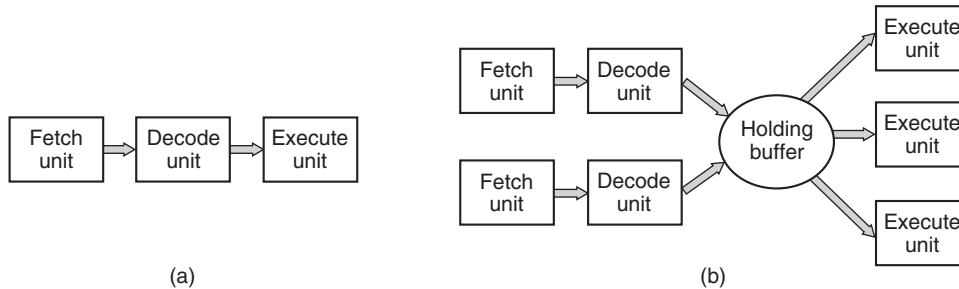 Fetch
unit
Decode
unit
Execute
unit
(a)
Fetch
unit
Decode
unit
Fetch
unit
Decode
unit
Holding
buffer
Execute
unit
Execute
unit
Execute
unit
(b)